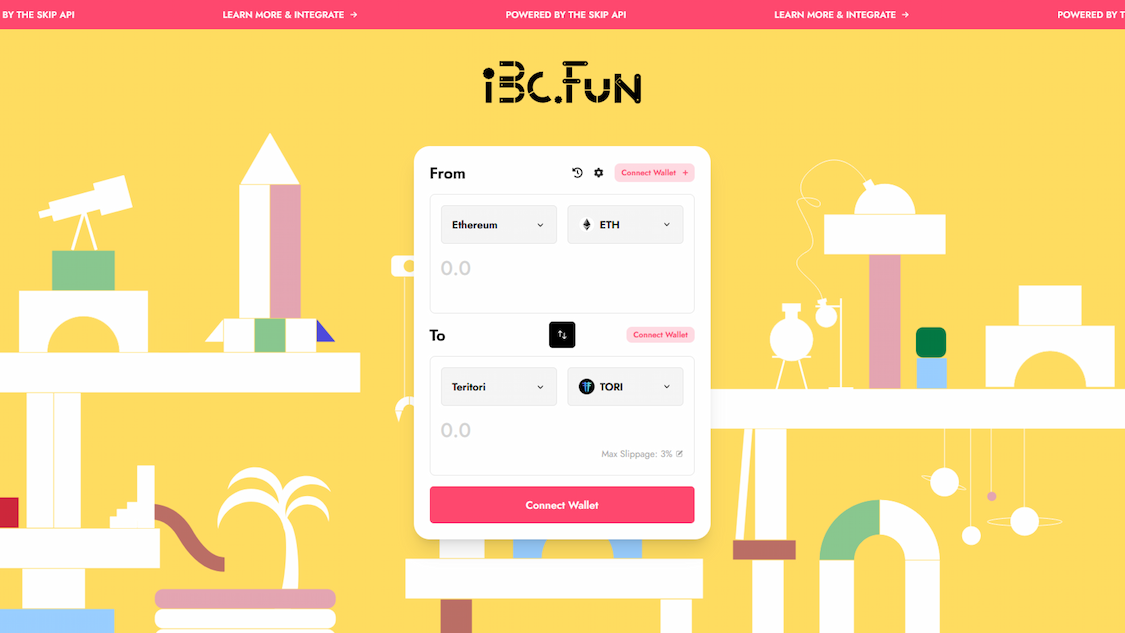 BY THE SKIP API LEARN MORE & INTEGRATE → POWERED BY THE SKIP API LEARN MORE & INTEGRATE → POWERED BY T
iBC.FUN
From Connect Wallet +
Ethereum ETH
0.0
To Connect Wallet
Teritori TORI
0.0
Max Slippage: 3%
Connect Wallet